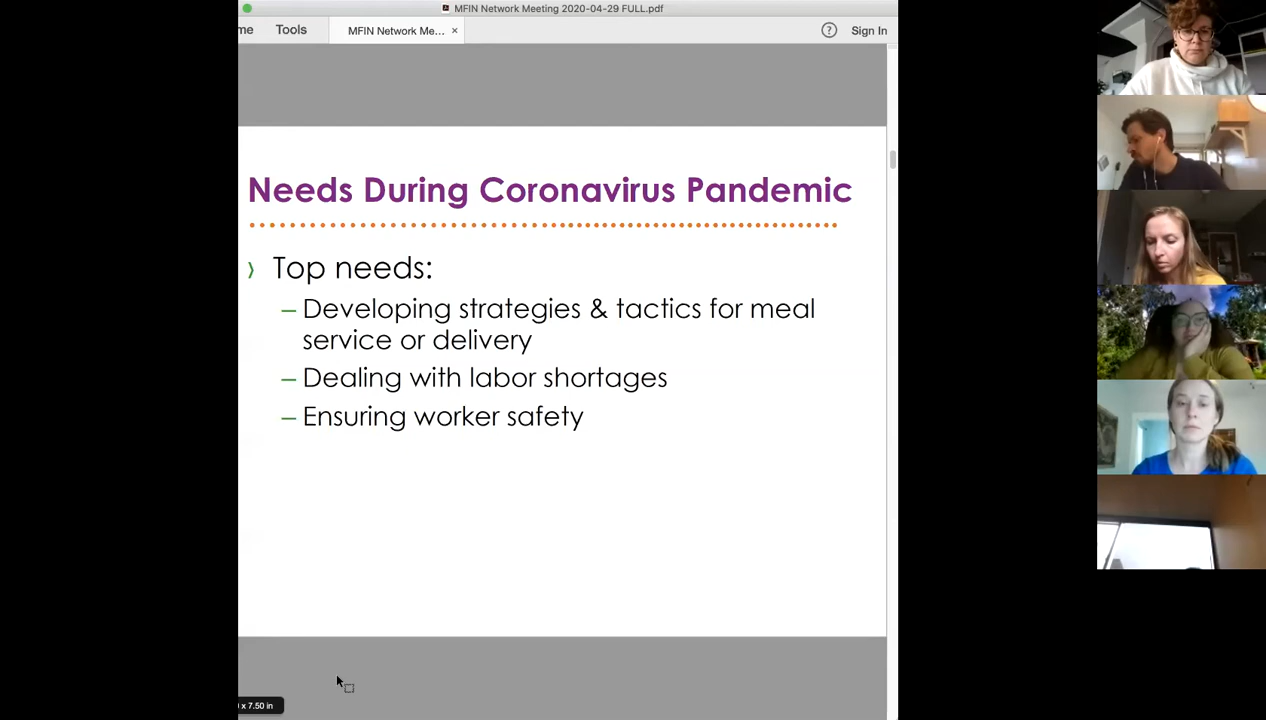 MFIN Network Meeting 2020-04-29 FULL.pdf
me Tools MFIN Network Me... × ? Sign In
Needs During Coronavirus Pandemic
Top needs:
– Developing strategies & tactics for meal
service or delivery
– Dealing with labor shortages
– Ensuring worker safety
x 7.50 in